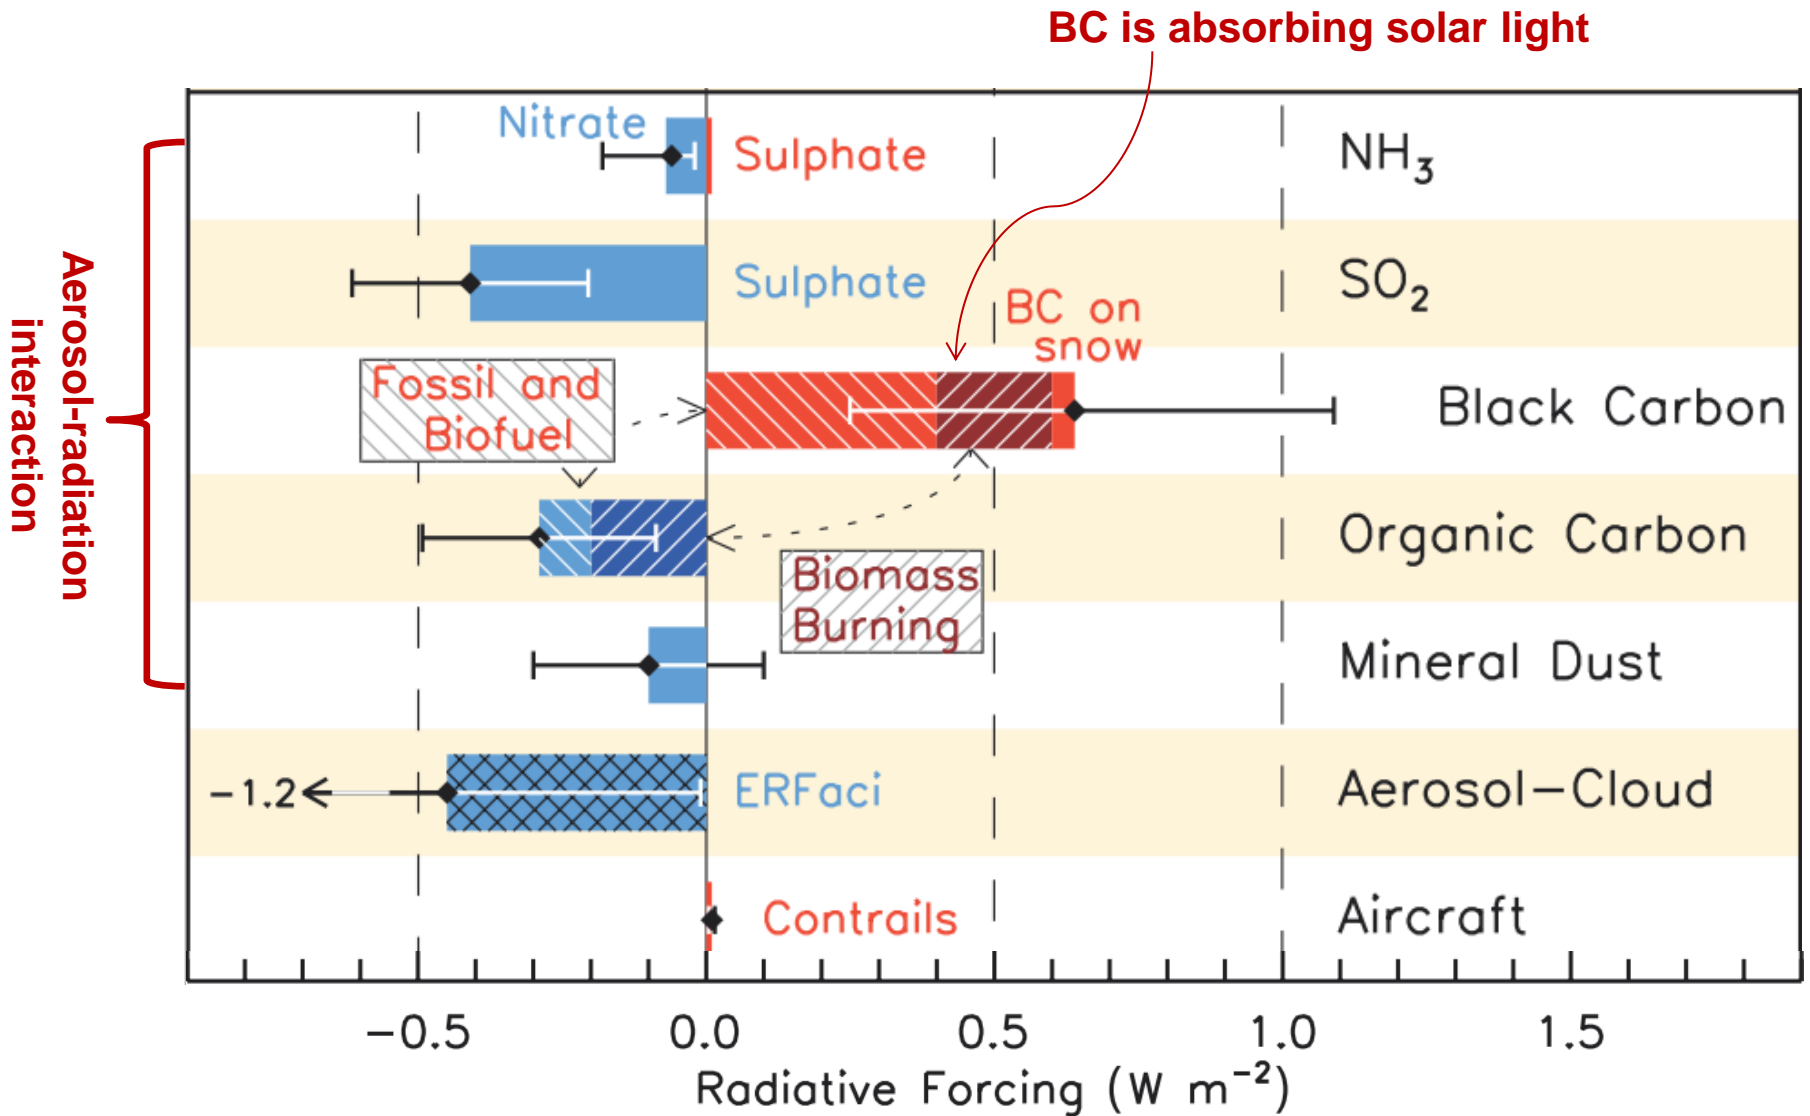 BC is absorbing solar light
Aerosol-radiation
interaction
Nitrate
Sulphate
NH₃
Sulphate
SO₂
BC on
snow
Fossil and
Biofuel
Black Carbon
Organic Carbon
Biomass
Burning
Mineral Dust
-1.2
ERFaci
Aerosol-Cloud
Contrails
Aircraft
-0.5 0.0 0.5 1.0 1.5
Radiative Forcing (W m⁻²)